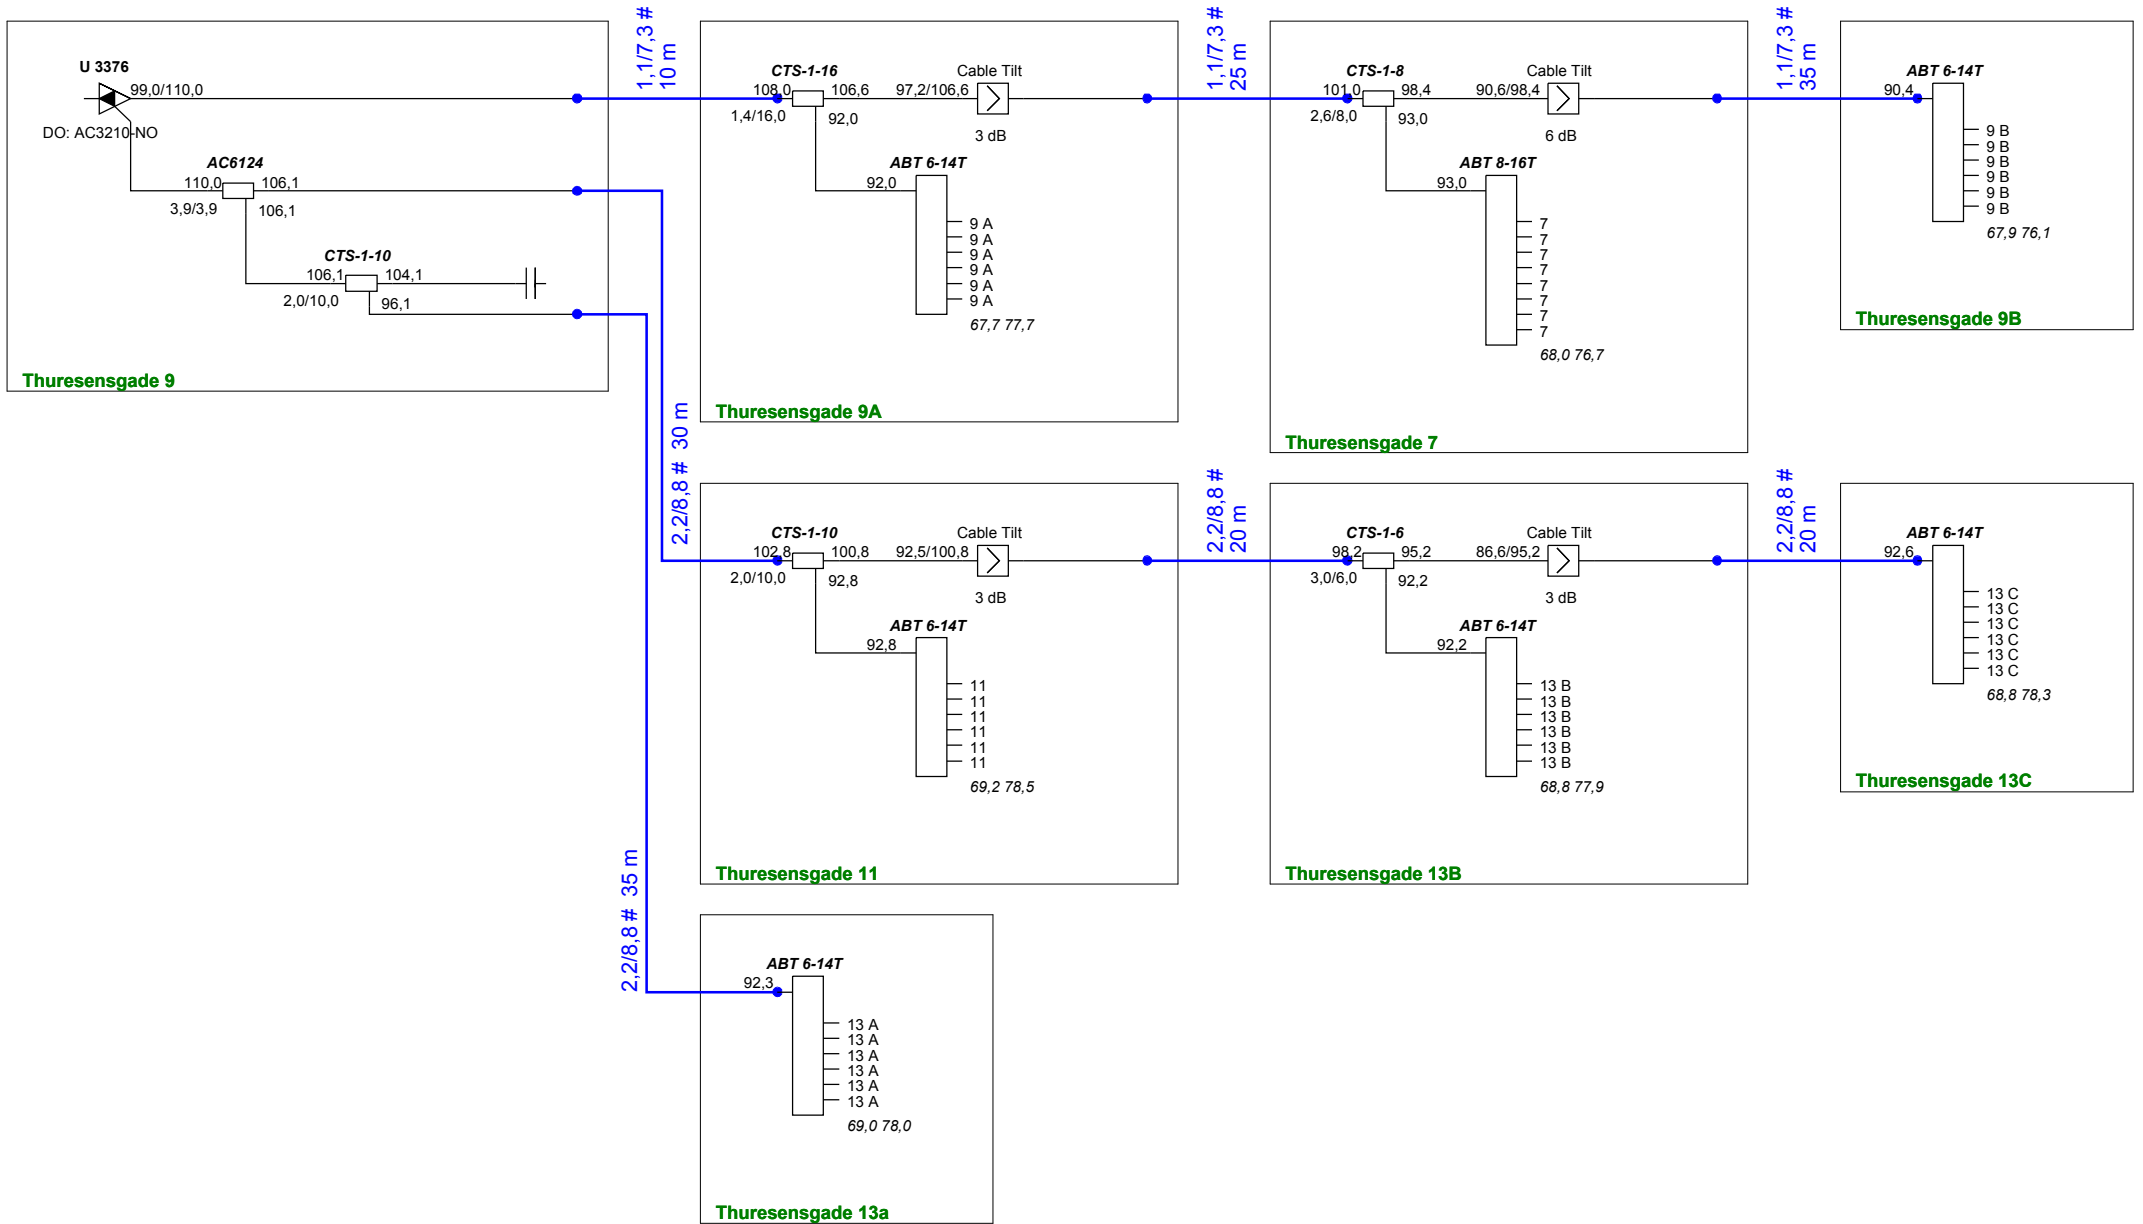 U 3376
99,0/110,0
DO: AC3210-NO
AC6124
110,0
106,1
3,9/3,9
106,1
CTS-1-10
106,1
104,1
2,0/10,0
96,1
Thuresensgade 9
1,1/7,3 #
10 m
CTS-1-16
108,0
106,6
97,2/106,6
Cable Tilt
1,4/16,0
92,0
3 dB
ABT 6-14T
92,0
9 A
9 A
9 A
9 A
9 A
9 A
67,7 77,7
Thuresensgade 9A
1,1/7,3 #
25 m
CTS-1-8
101,0
98,4
90,6/98,4
Cable Tilt
2,6/8,0
93,0
6 dB
ABT 8-16T
93,0
7
7
7
7
7
7
7
7
68,0 76,7
Thuresensgade 7
1,1/7,3 #
35 m
ABT 6-14T
90,4
9 B
9 B
9 B
9 B
9 B
9 B
67,9 76,1
Thuresensgade 9B
2,2/8,8 # 30 m
CTS-1-10
102,8
100,8
92,5/100,8
Cable Tilt
2,0/10,0
92,8
3 dB
ABT 6-14T
92,8
11
11
11
11
11
11
69,2 78,5
Thuresensgade 11
2,2/8,8 #
20 m
CTS-1-6
98,2
95,2
86,6/95,2
Cable Tilt
3,0/6,0
92,2
3 dB
ABT 6-14T
92,2
13 B
13 B
13 B
13 B
13 B
13 B
68,8 77,9
Thuresensgade 13B
2,2/8,8 #
20 m
ABT 6-14T
92,6
13 C
13 C
13 C
13 C
13 C
13 C
68,8 78,3
Thuresensgade 13C
2,2/8,8 # 35 m
ABT 6-14T
92,3
13 A
13 A
13 A
13 A
13 A
13 A
69,0 78,0
Thuresensgade 13a